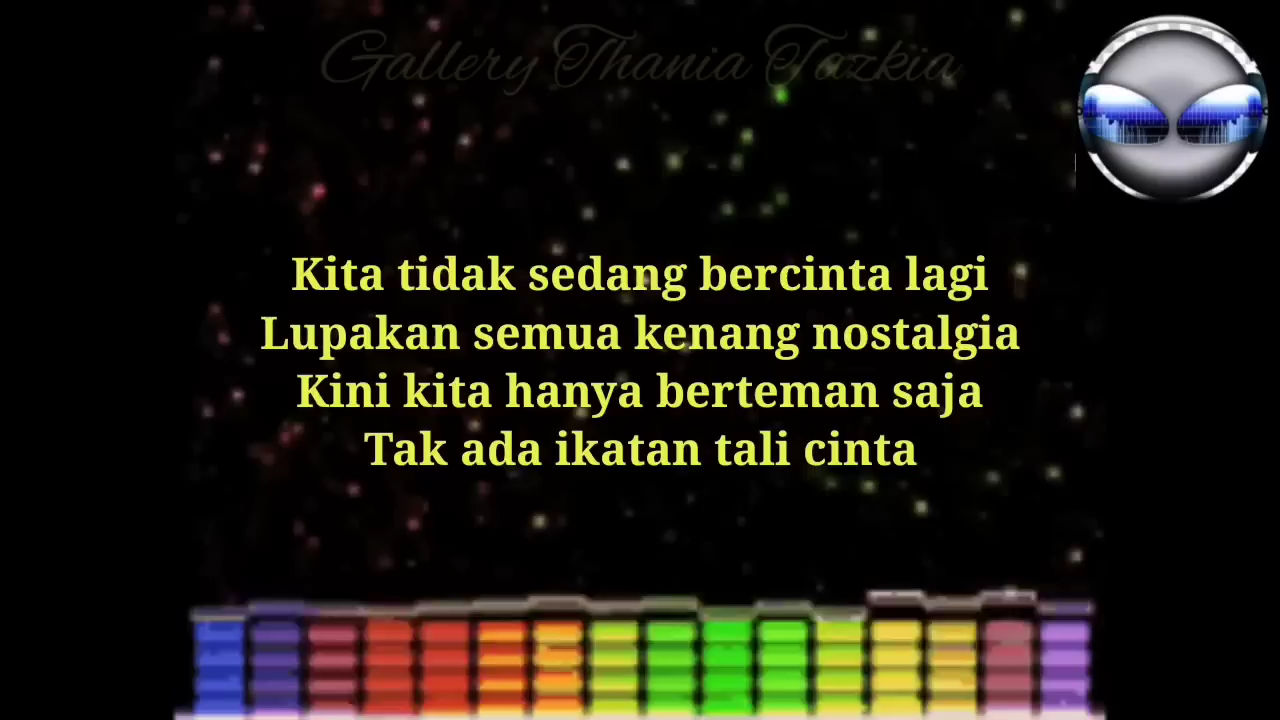 Gallery Thania Tazkia
Kita tidak sedang bercinta lagi
Lupakan semua kenang nostalgia
Kini kita hanya berteman saja
Tak ada ikatan tali cinta